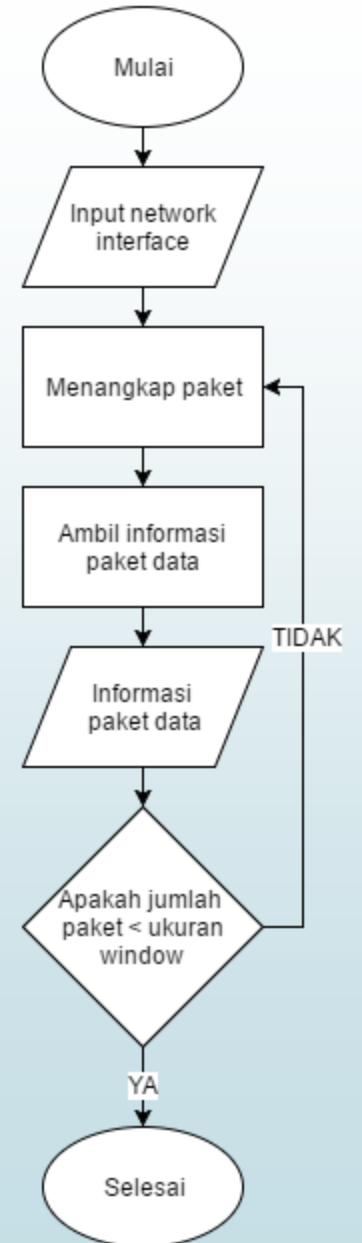 Mulai
Input network
interface
Menangkap paket
Ambil informasi
paket data
TIDAK
Informasi
paket data
Apakah jumlah
paket < ukuran
window
YA
Selesai